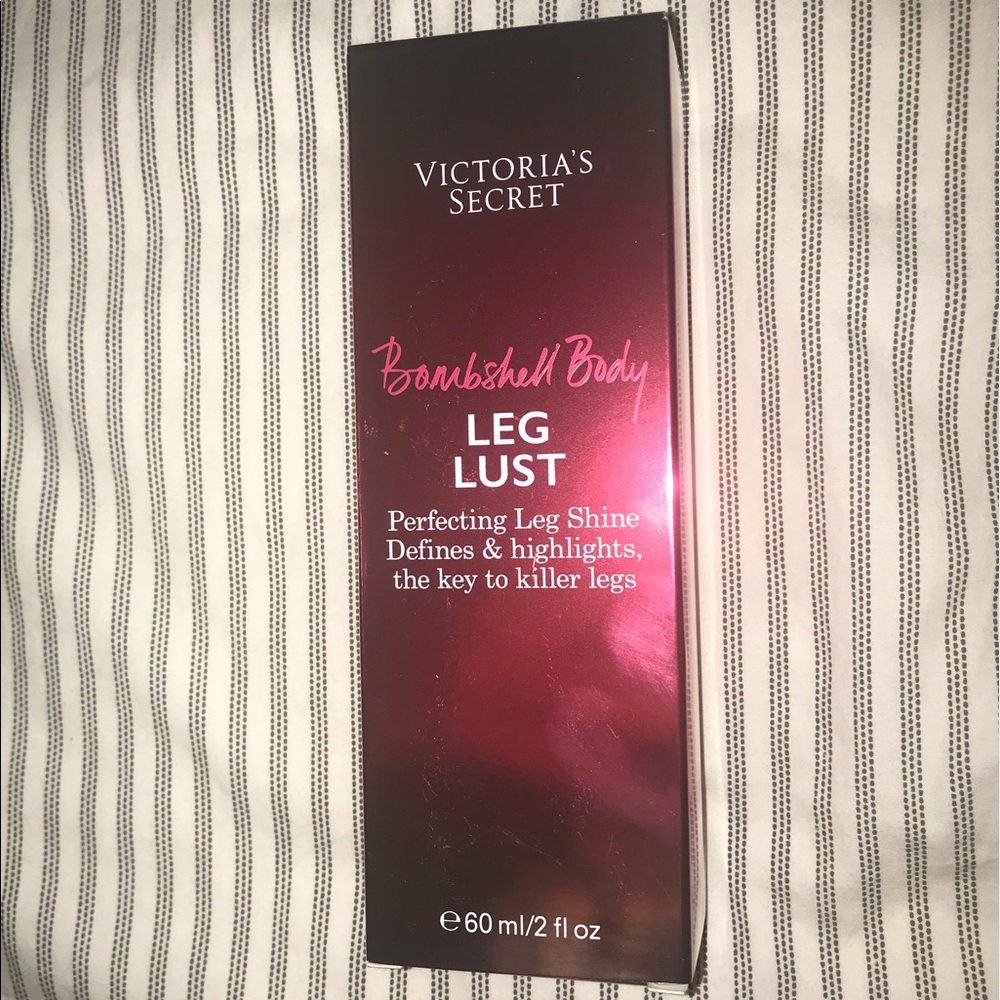 VICTORIA'S
SECRET
Bombshell Body
LEG
LUST
Perfecting Leg Shine
Defines & highlights,
the key to killer legs
℮60 ml/2 fl oz